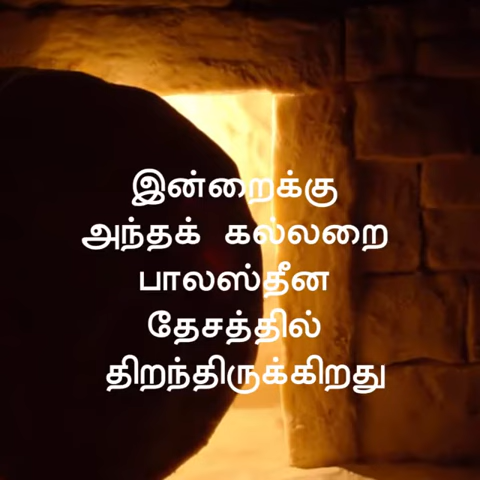 இன்றைக்கு
அந்தக் கல்லறை
பாலஸ்தீன
தேசத்தில்
திறந்திருக்கிறது